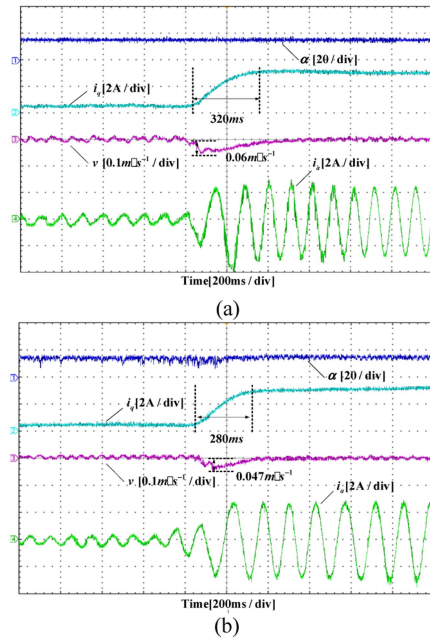 (a)
α [20 / div]
i_q [2A / div]
320ms
v [0.1m□s⁻¹ / div]
0.06m□s⁻¹
i_a [2A / div]
Time[200ms / div]
(a)
α [20 / div]
i_q [2A / div]
280ms
v [0.1m□s⁻¹ / div]
0.047m□s⁻¹
i_a [2A / div]
Time[200ms / div]
(b)